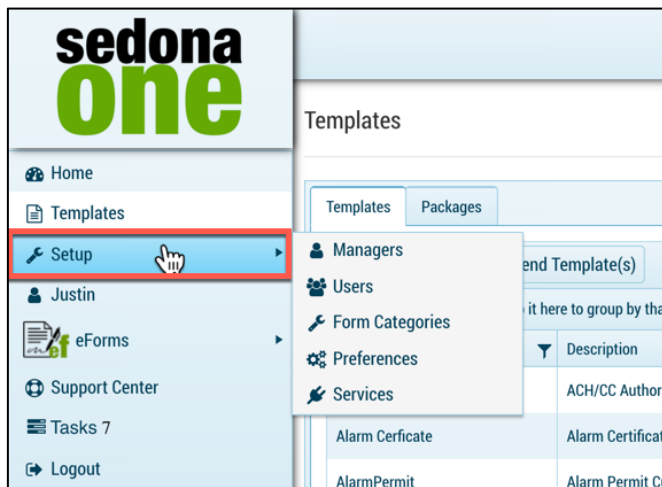 sedona
one
Home
Templates
Setup
Justin
eForms
Support Center
Tasks 7
Logout
Managers
Users
Form Categories
Preferences
Services
Templates
Templates Packages
end Template(s)
it here to group by tha
Description
ACH/CC Author
Alarm Cerficate Alarm Certificat
AlarmPermit Alarm Permit C